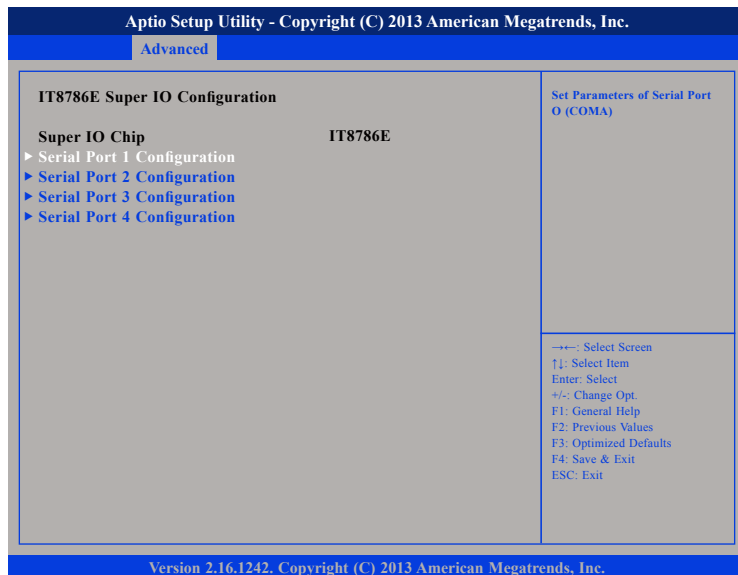 Aptio Setup Utility - Copyright (C) 2013 American Megatrends, Inc.
Advanced
IT8786E Super IO Configuration
Super IO Chip IT8786E
► Serial Port 1 Configuration
► Serial Port 2 Configuration
► Serial Port 3 Configuration
► Serial Port 4 Configuration
Set Parameters of Serial Port
O (COMA)
→←: Select Screen
↑↓: Select Item
Enter: Select
+/-: Change Opt.
F1: General Help
F2: Previous Values
F3: Optimized Defaults
F4: Save & Exit
ESC: Exit
Version 2.16.1242. Copyright (C) 2013 American Megatrends, Inc.